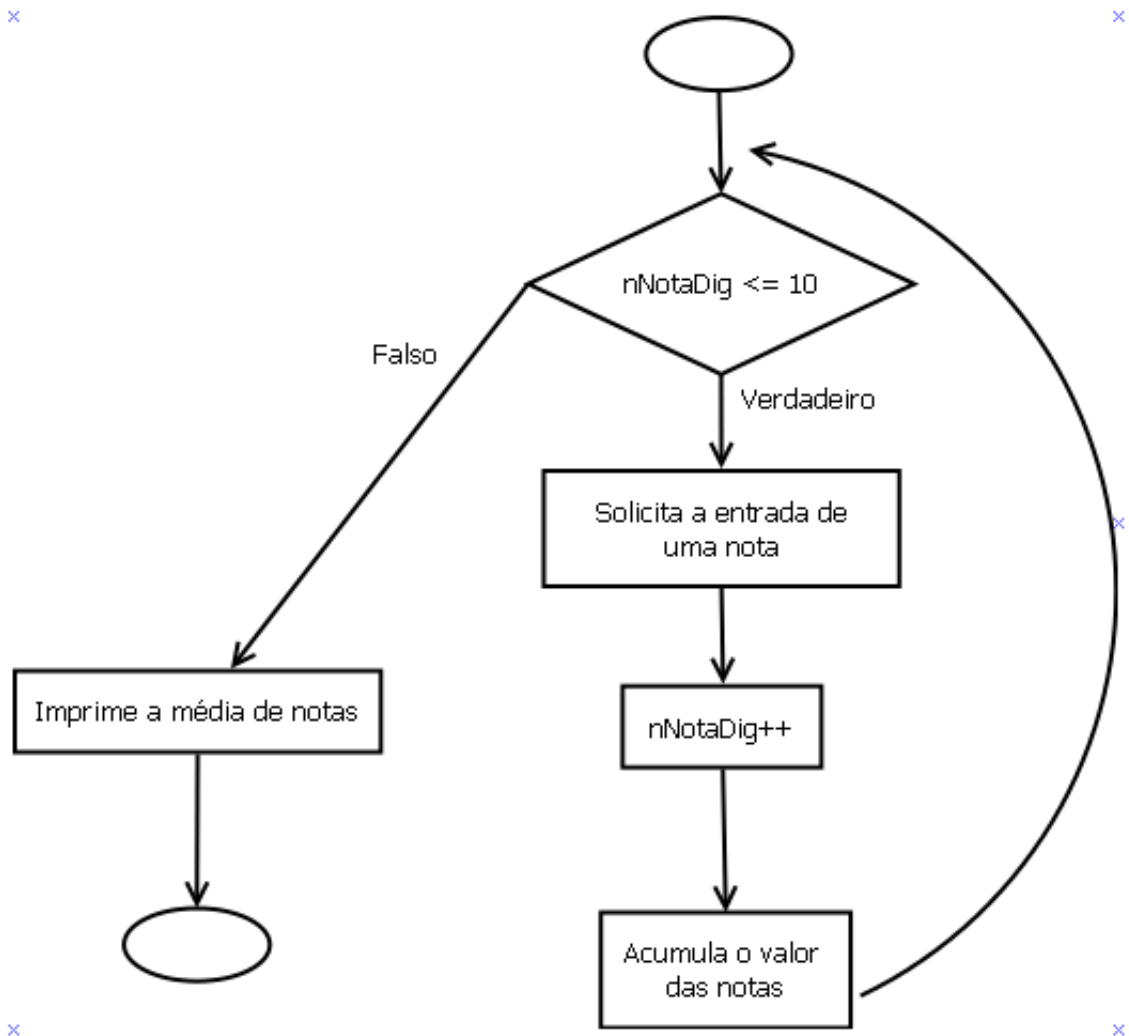 nNotaDig <= 10
Falso
Verdadeiro
Solicita a entrada de
uma nota
Imprime a média de notas
nNotaDig++
Acumula o valor
das notas